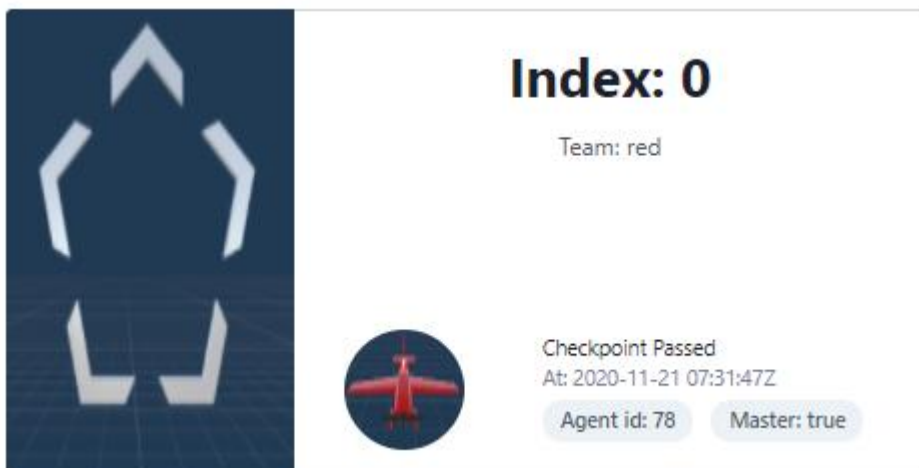 Index: 0
Team: red
Checkpoint Passed
At: 2020-11-21 07:31:47Z
Agent id: 78 Master: true